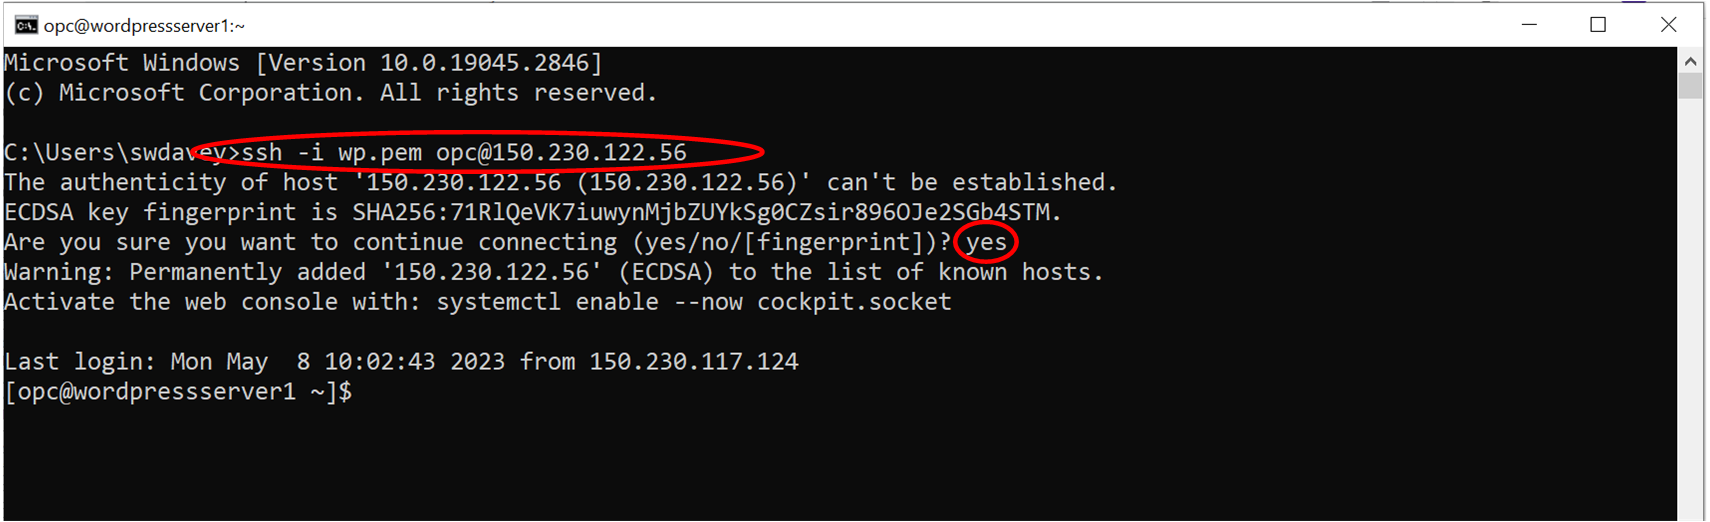 opc@wordpressserver1:~
Microsoft Windows [Version 10.0.19045.2846]
(c) Microsoft Corporation. All rights reserved.
C:\Users\swdavey>ssh -i wp.pem opc@150.230.122.56
The authenticity of host '150.230.122.56 (150.230.122.56)' can't be established.
ECDSA key fingerprint is SHA256:71RlQeVK7iuwynMjbZUYkSg0CZsir896OJe2SGb4STM.
Are you sure you want to continue connecting (yes/no/[fingerprint])? yes
Warning: Permanently added '150.230.122.56' (ECDSA) to the list of known hosts.
Activate the web console with: systemctl enable --now cockpit.socket
Last login: Mon May  8 10:02:43 2023 from 150.230.117.124
[opc@wordpressserver1 ~]$